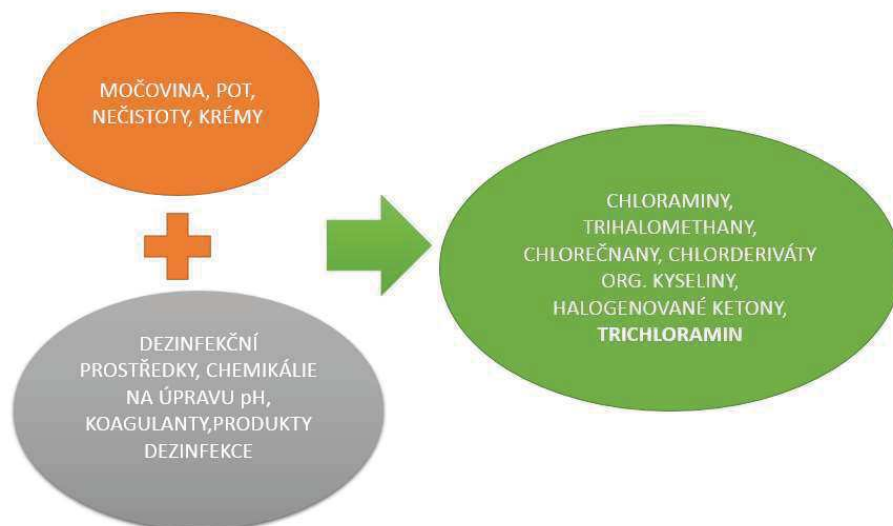 MOČOVINA, POT,
NEČISTOTY, KRÉMY
DEZINFEKČNÍ
PROSTŘEDKY, CHEMIKÁLIE
NA ÚPRAVU pH,
KOAGULANTY,PRODUKTY
DEZINFEKCE
CHLORAMINY,
TRIHALOMETHANY,
CHLOREČNANY, CHLORDERIVÁTY
ORG. KYSELINY,
HALOGENOVANÉ KETONY,
TRICHLORAMIN